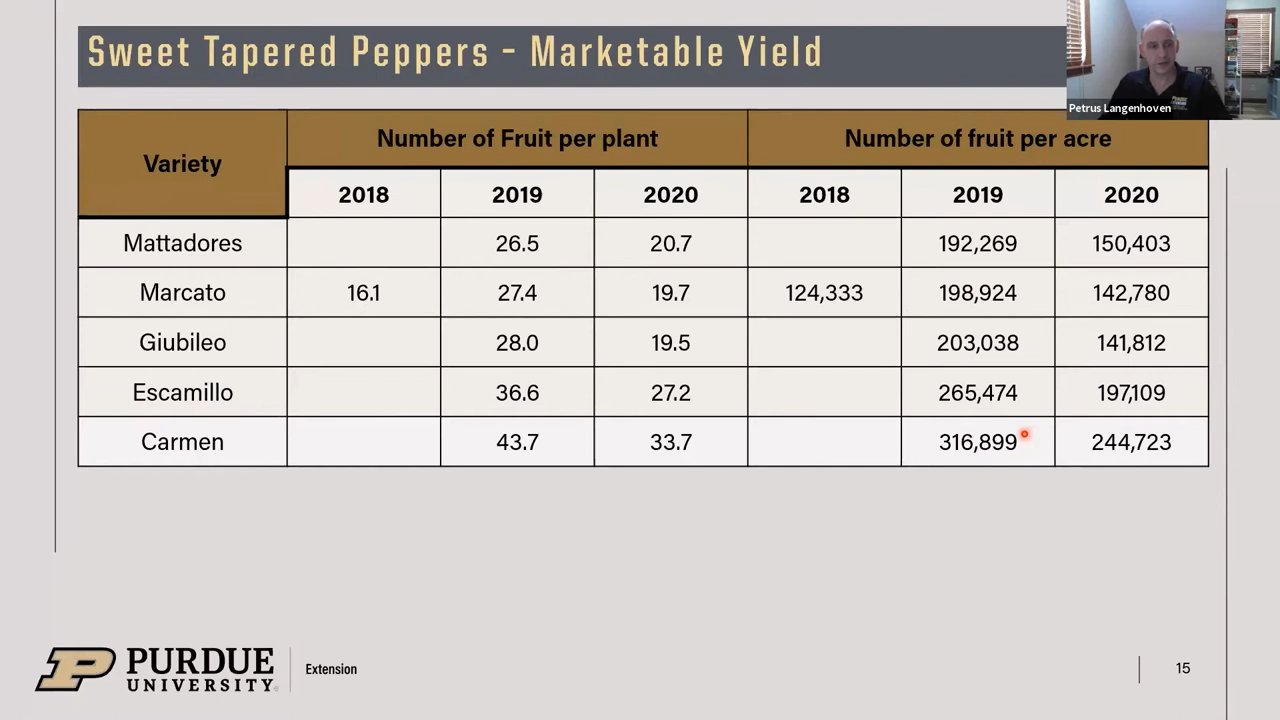 Sweet Tapered Peppers - Marketable Yield
Petrus Langenhoven
Variety Number of Fruit per plant Number of fruit per acre
2018 2019 2020 2018 2019 2020
Mattadores 26.5 20.7 192,269 150,403
Marcato 16.1 27.4 19.7 124,333 198,924 142,780
Giubileo 28.0 19.5 203,038 141,812
Escamillo 36.6 27.2 265,474 197,109
Carmen 43.7 33.7 316,899 244,723
P PURDUE UNIVERSITY Extension
15